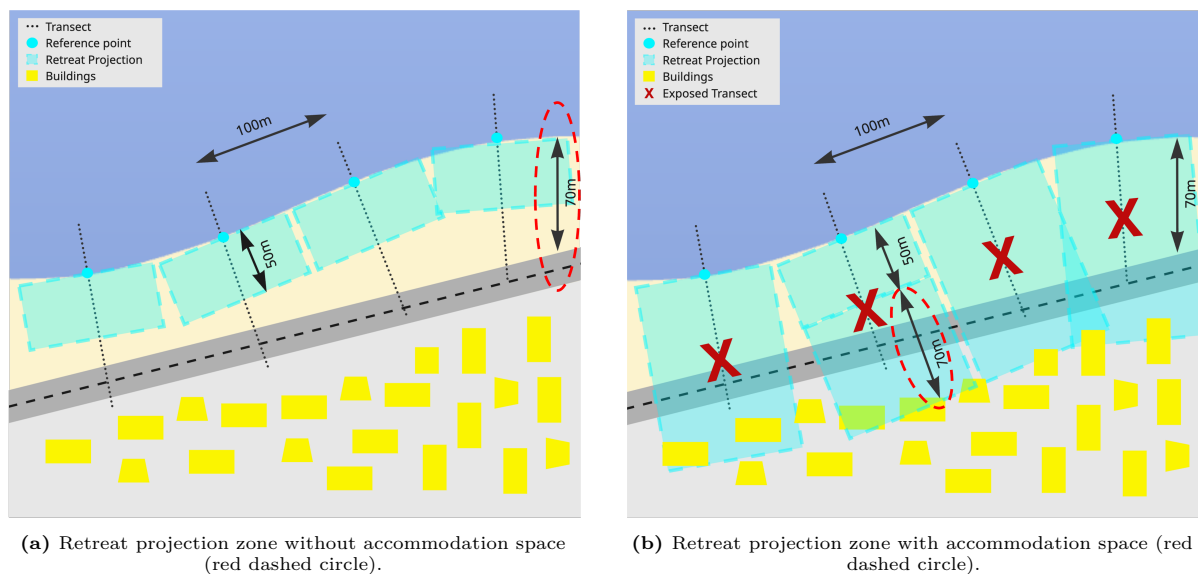 Transect
Reference point
Retreat Projection
Buildings
100m
50m
70m
(a) Retreat projection zone without accommodation space
(red dashed circle).
Transect
Reference point
Retreat Projection
Buildings
X Exposed Transect
100m
50m
70m
70m
X
X
X
X
(b) Retreat projection zone with accommodation space (red
dashed circle).